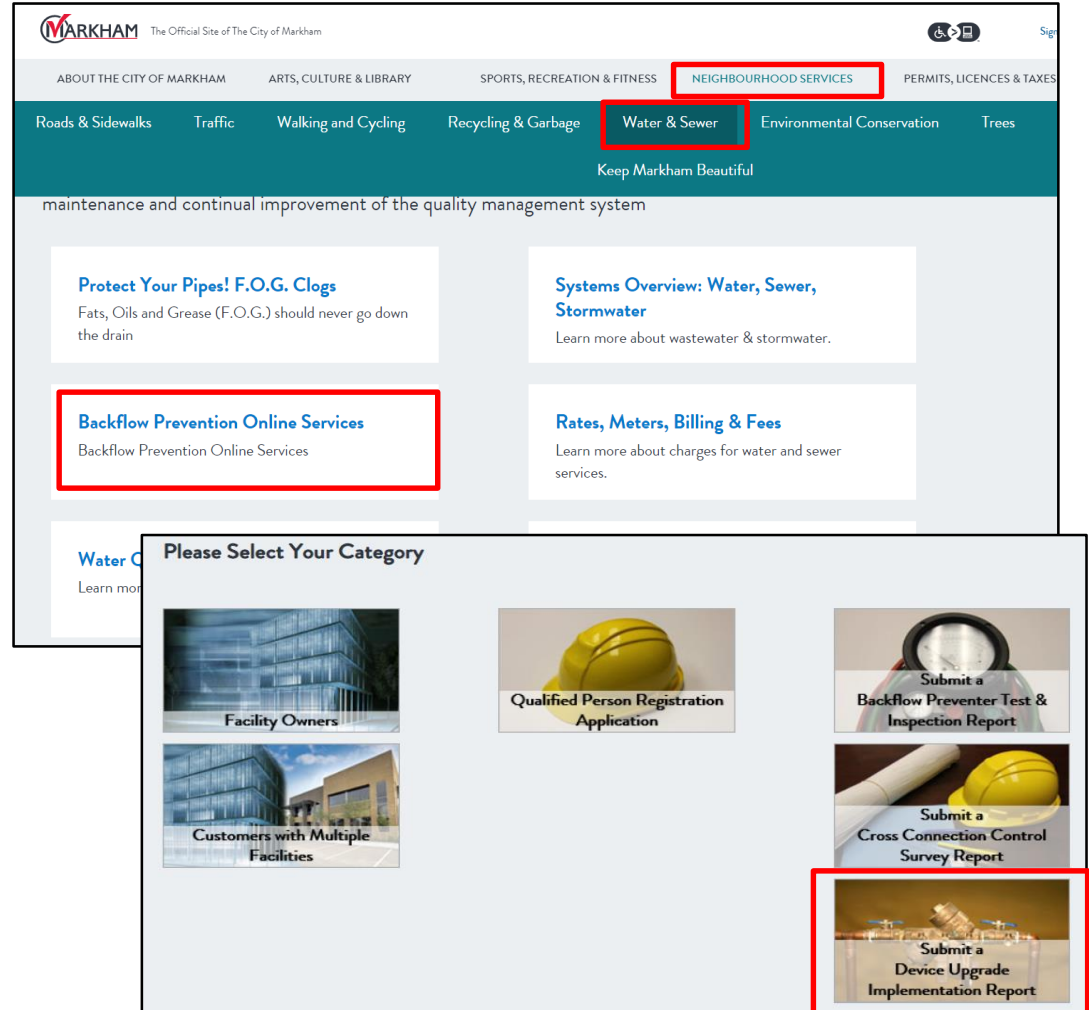 MARKHAM The Official Site of The City of Markham
Sign
ABOUT THE CITY OF MARKHAM ARTS, CULTURE & LIBRARY SPORTS, RECREATION & FITNESS NEIGHBOURHOOD SERVICES PERMITS, LICENCES & TAXES
Roads & Sidewalks Traffic Walking and Cycling Recycling & Garbage Water & Sewer Environmental Conservation Trees
Keep Markham Beautiful
maintenance and continual improvement of the quality management system
Protect Your Pipes! F.O.G. Clogs
Fats, Oils and Grease (F.O.G.) should never go down
the drain
Systems Overview: Water, Sewer,
Stormwater
Learn more about wastewater & stormwater.
Backflow Prevention Online Services
Backflow Prevention Online Services
Rates, Meters, Billing & Fees
Learn more about charges for water and sewer
services.
Water
Learn
Please Select Your Category
Facility Owners
Qualified Person Registration
Application
Submit a
Backflow Preventer Test &
Inspection Report
Customers with Multiple
Facilities
Submit a
Cross Connection Control
Survey Report
Submit a
Device Upgrade
Implementation Report